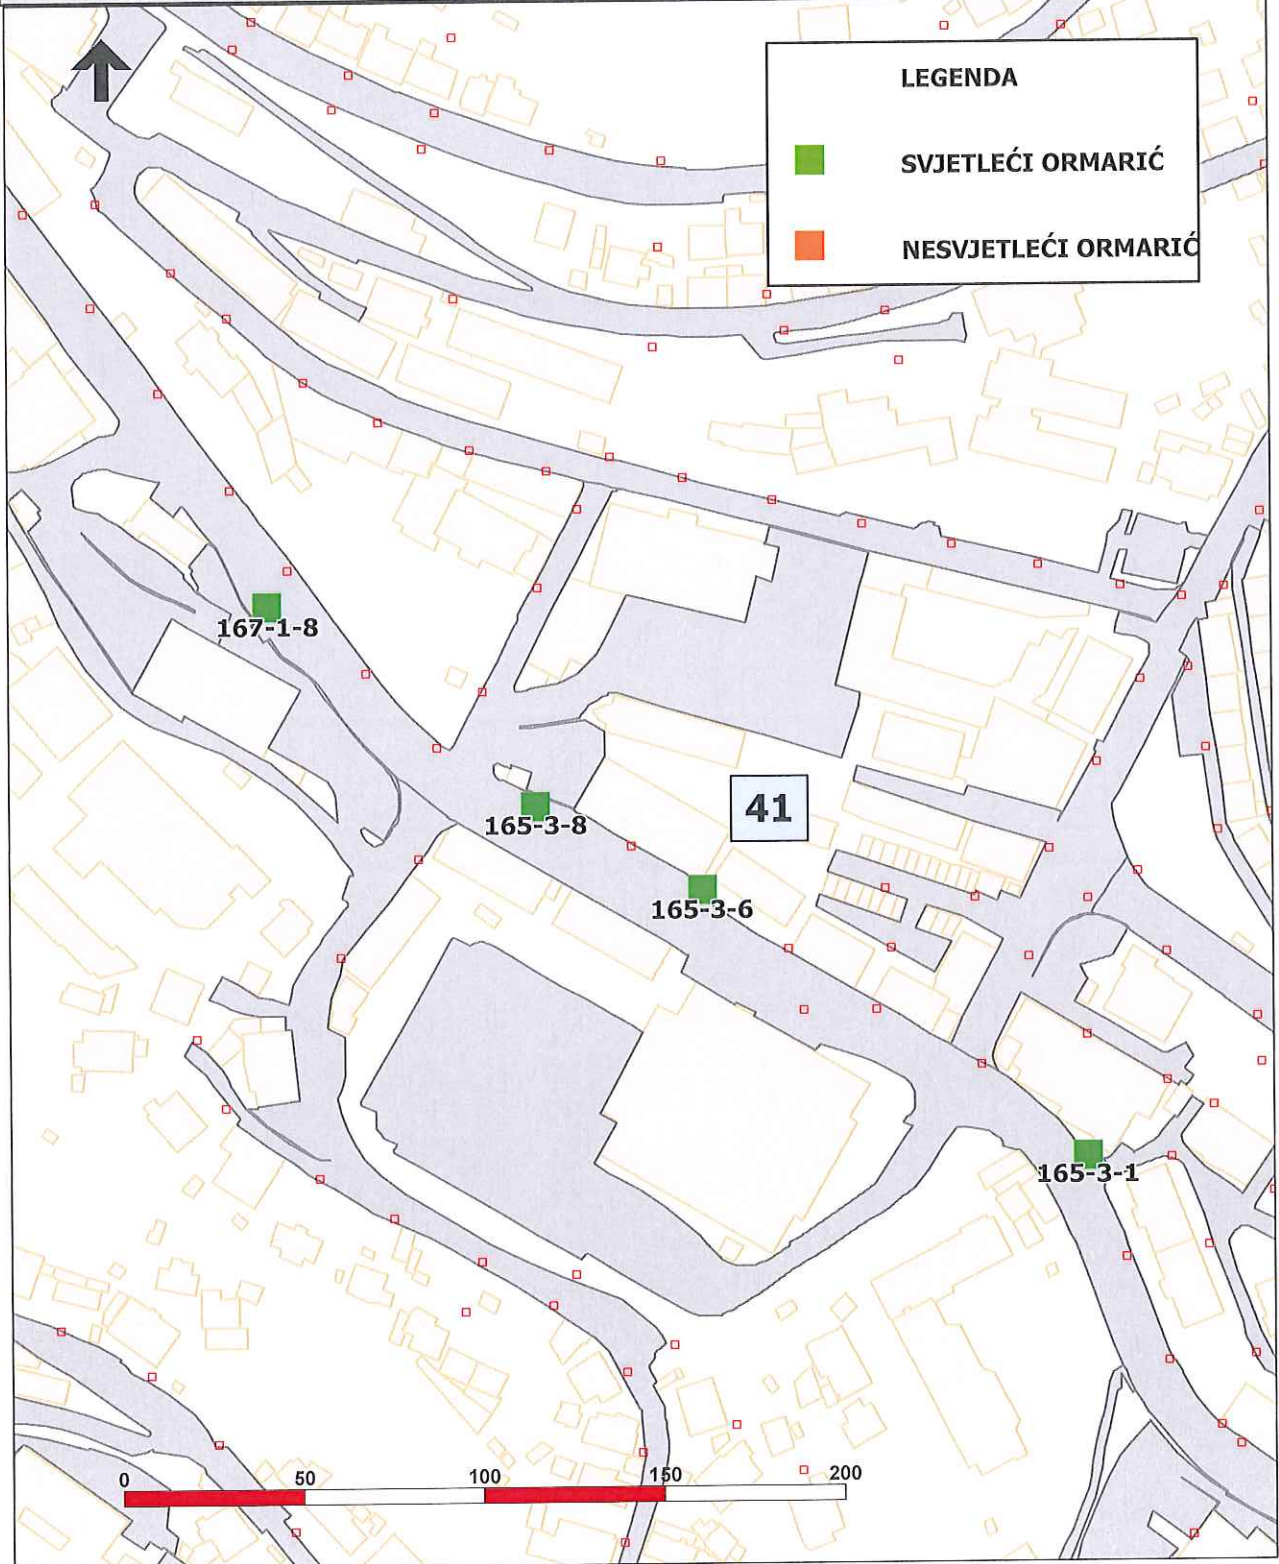 LEGENDA
SVJETLEĆI ORMARIĆ
NESVJETLEĆI ORMARIĆ
167-1-8
165-3-8
41
165-3-6
165-3-1
0 50 100 150 200